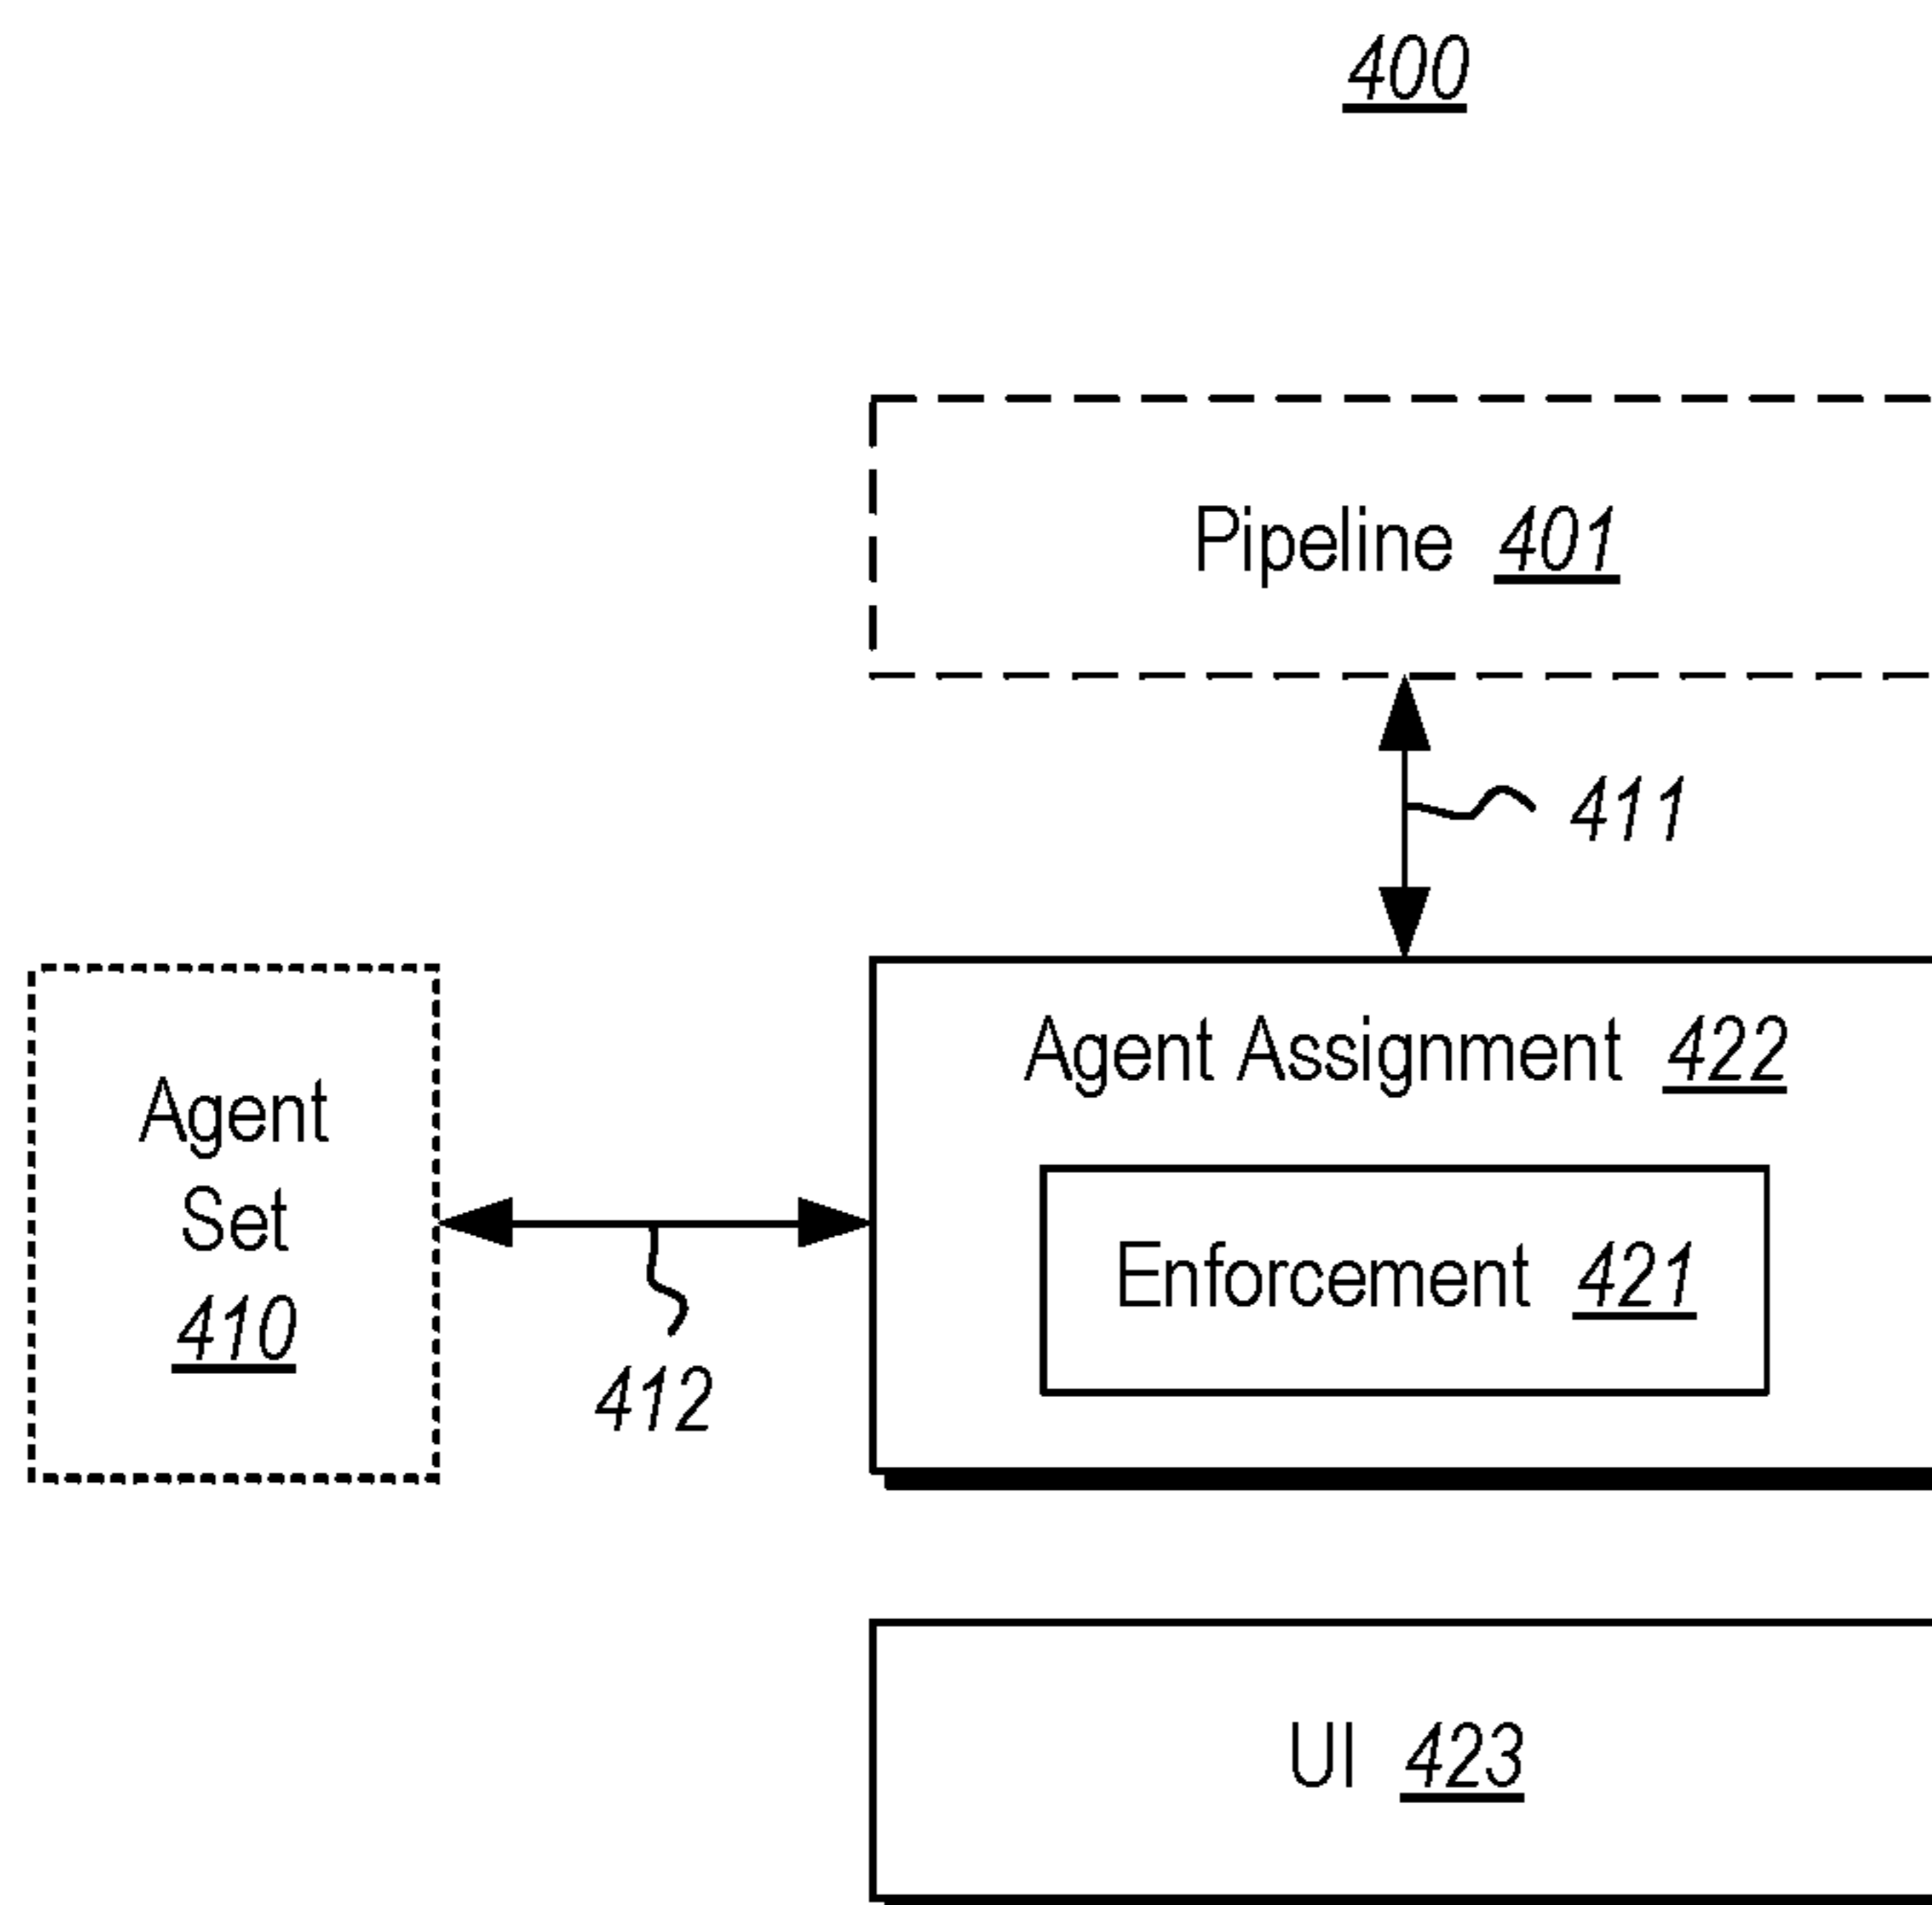 400
Pipeline 401
411
Agent Assignment 422
Agent
Set
410
Enforcement 421
412
UI 423